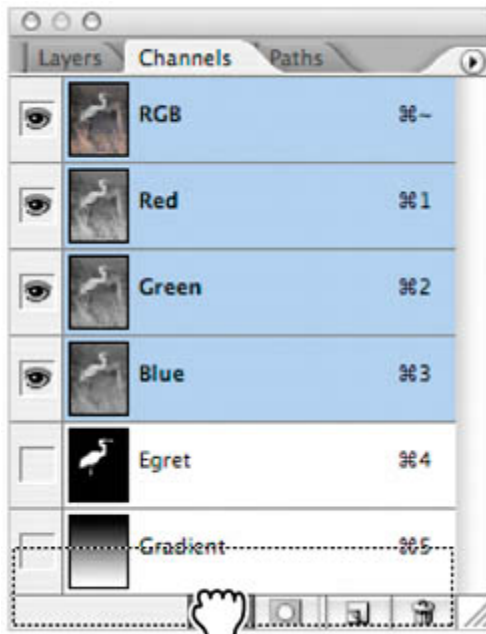 Layers Channels Paths
RGB ⌘~
Red ⌘1
Green ⌘2
Blue ⌘3
Egret ⌘4
Gradient ⌘5